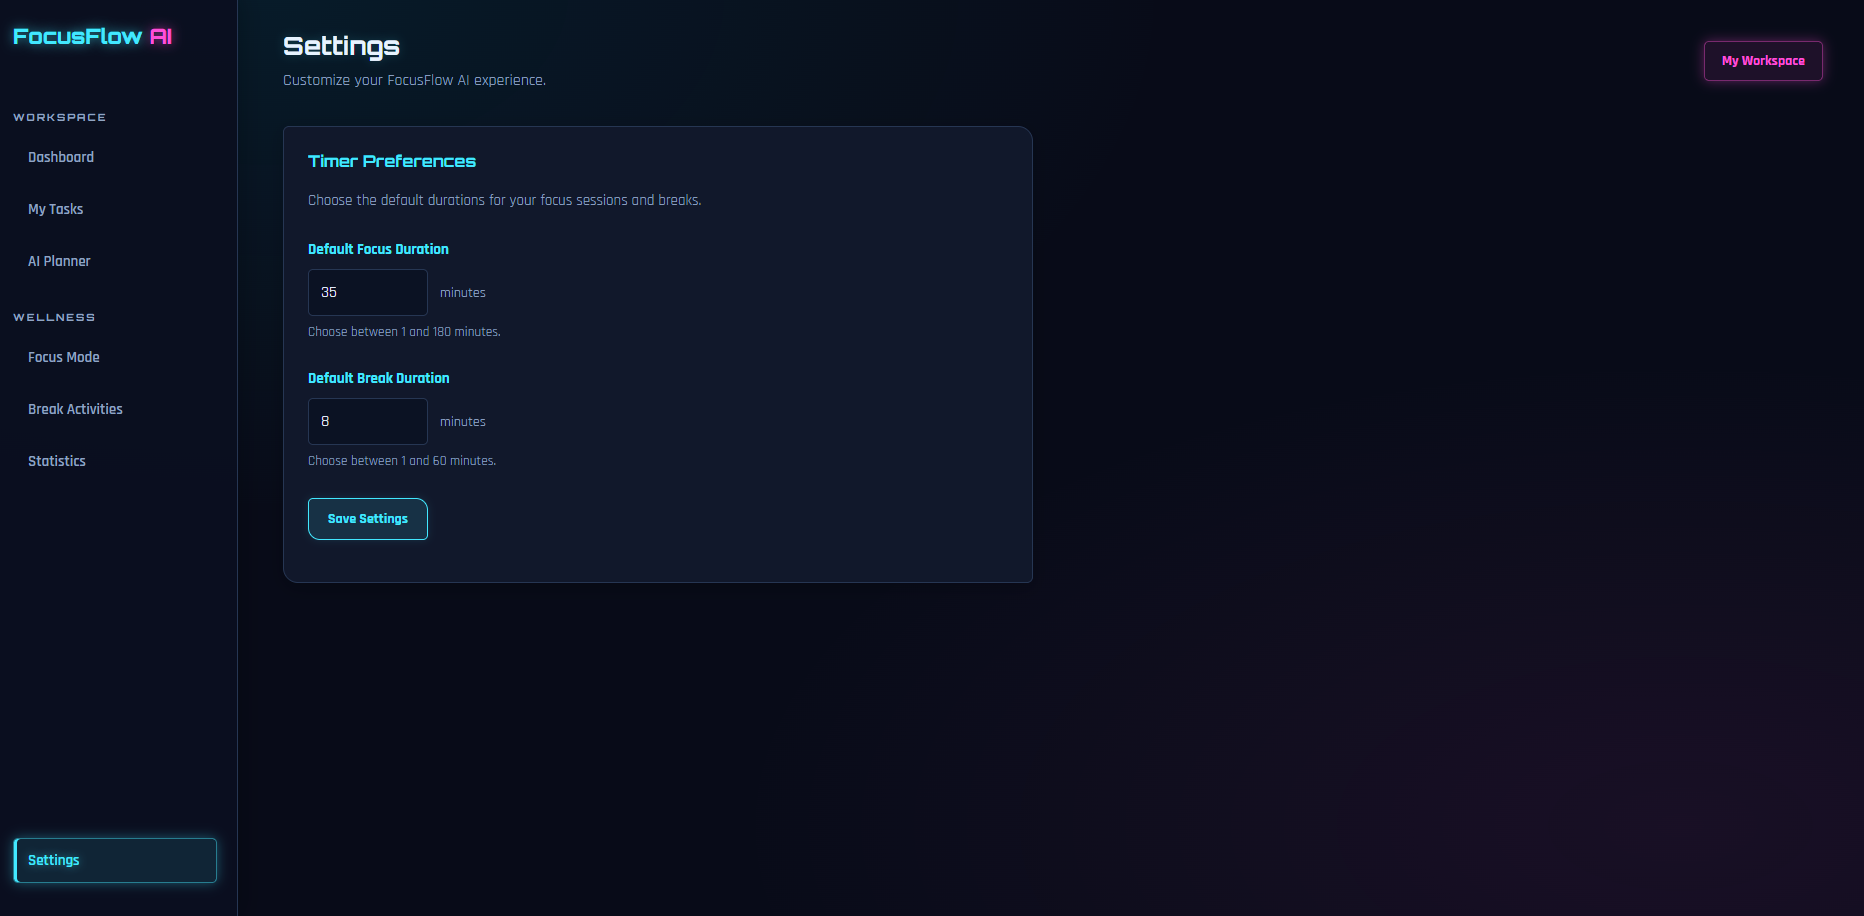 FocusFlow AI
WORKSPACE
Dashboard
My Tasks
AI Planner
WELLNESS
Focus Mode
Break Activities
Statistics
Settings
Settings
Customize your FocusFlow AI experience.
My Workspace
Timer Preferences
Choose the default durations for your focus sessions and breaks.
Default Focus Duration
35 minutes
Choose between 1 and 180 minutes.
Default Break Duration
8 minutes
Choose between 1 and 60 minutes.
Save Settings